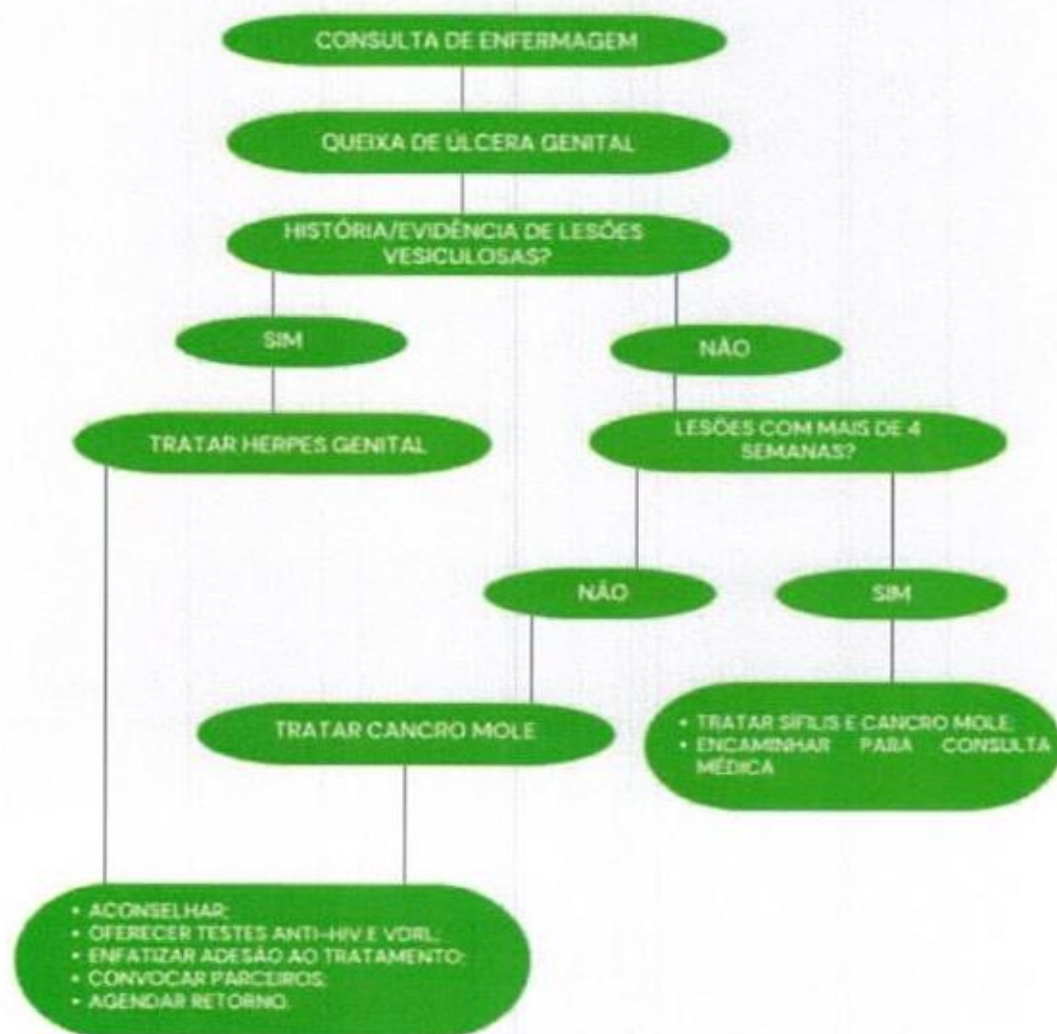 CONSULTA DE ENFERMAGEM
QUEIXA DE ÚLCERA GENITAL
HISTÓRIA/EVIDÊNCIA DE LESÕES
VESICULOSAS?
SIM
NÃO
TRATAR HERPES GENITAL
LESÕES COM MAIS DE 4
SEMANAS?
NÃO
SIM
TRATAR CANCRO MOLE
• TRATAR SÍFILIS E CANCRO MOLE;
• ENCAMINHAR PARA CONSULTA
MÉDICA
• ACONSELHAR;
• OFERECER TESTES ANTI-HIV E VDRL;
• ENFATIZAR ADESÃO AO TRATAMENTO;
• CONVOCAR PARCEIROS;
• AGENDAR RETORNO.